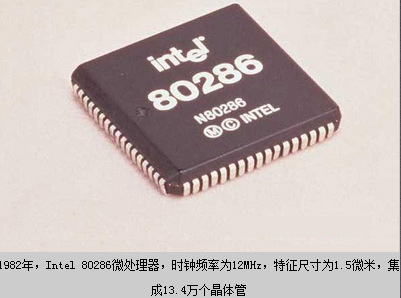 intel
80286
N80286
Ⓜ © INTEL
1982年，Intel 80286微处理器，时钟频率为12MHz，特征尺寸为1.5微米，集
成13.4万个晶体管